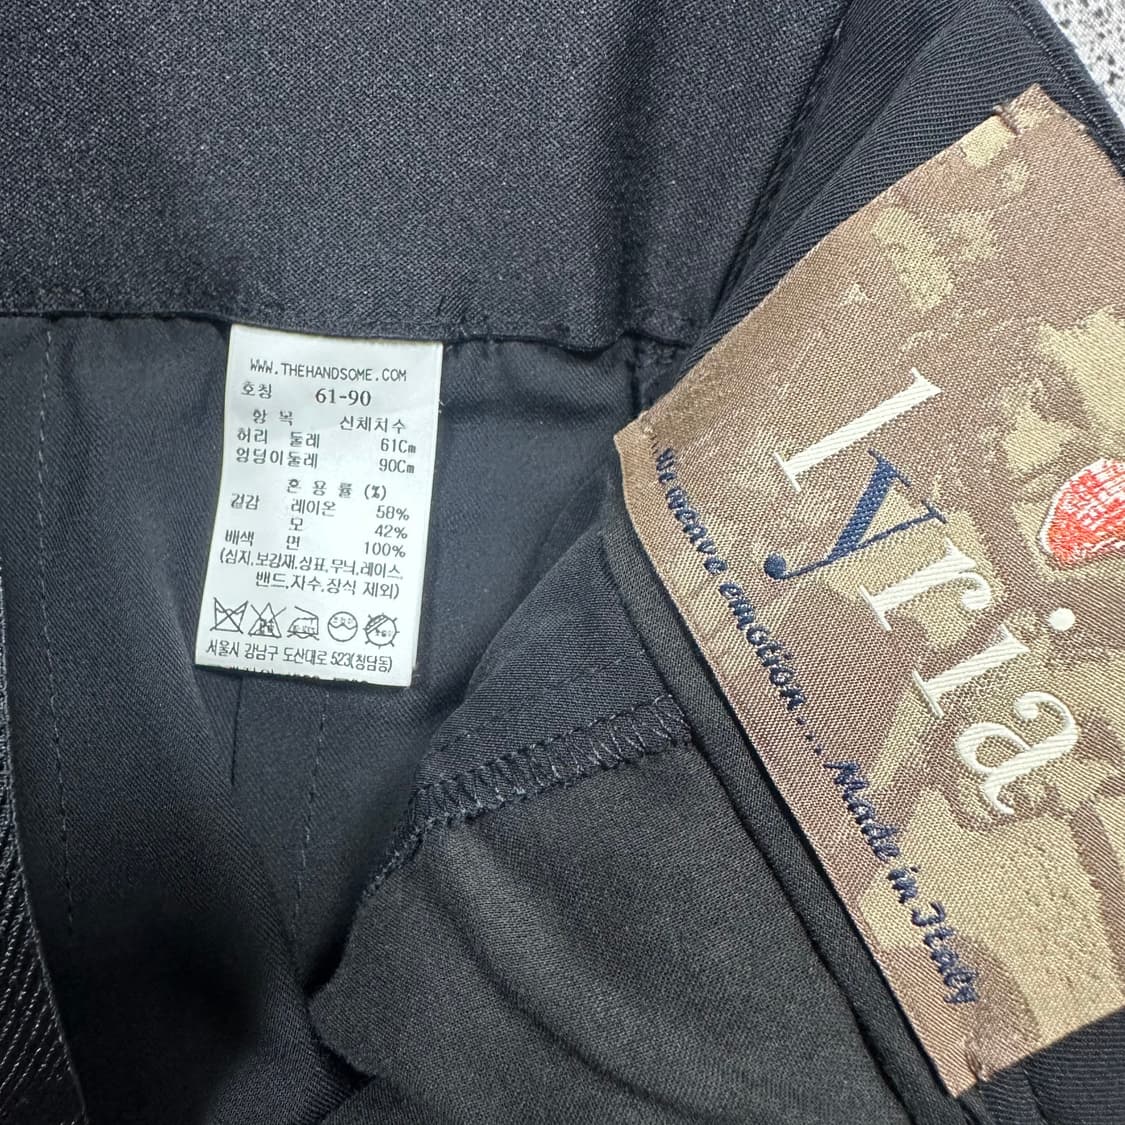 WWW.THEHANDSOME.COM
호칭 61-90
항 목 신체치수
허리 둘레 61Cm
엉덩이둘레 90Cm
혼 용 률 (%)
겉감 레이온 58%
모 42%
배색 면 100%
(심지,보강재,상표,무늬,레이스,
밴드,자수,장식 제외)
서울시 강남구 도산대로 523(청담동)
lyria
We weave emotion... Made in Italy